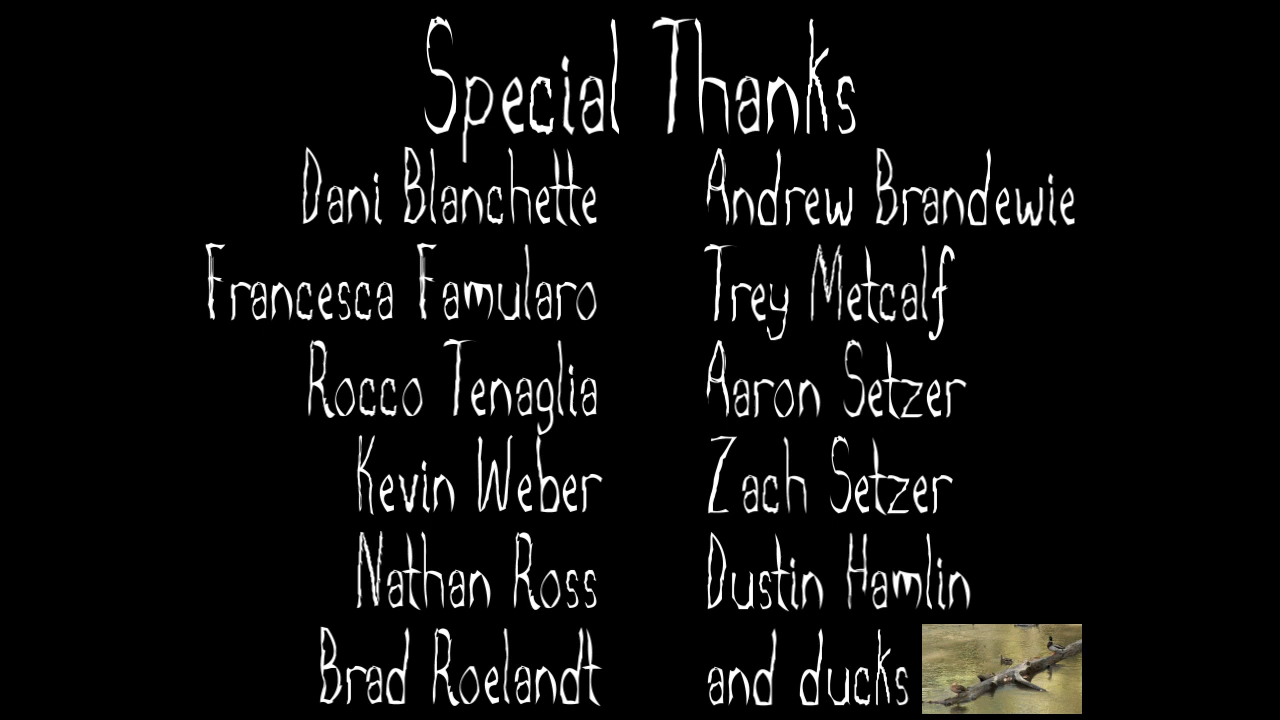 Special Thanks
Dani Blanchette
Francesca Famularo
Rocco Tenaglia
Kevin Weber
Nathan Ross
Brad Roelandt
Andrew Brandewie
Trey Metcalf
Aaron Setzer
Zach Setzer
Dustin Hamlin
and ducks